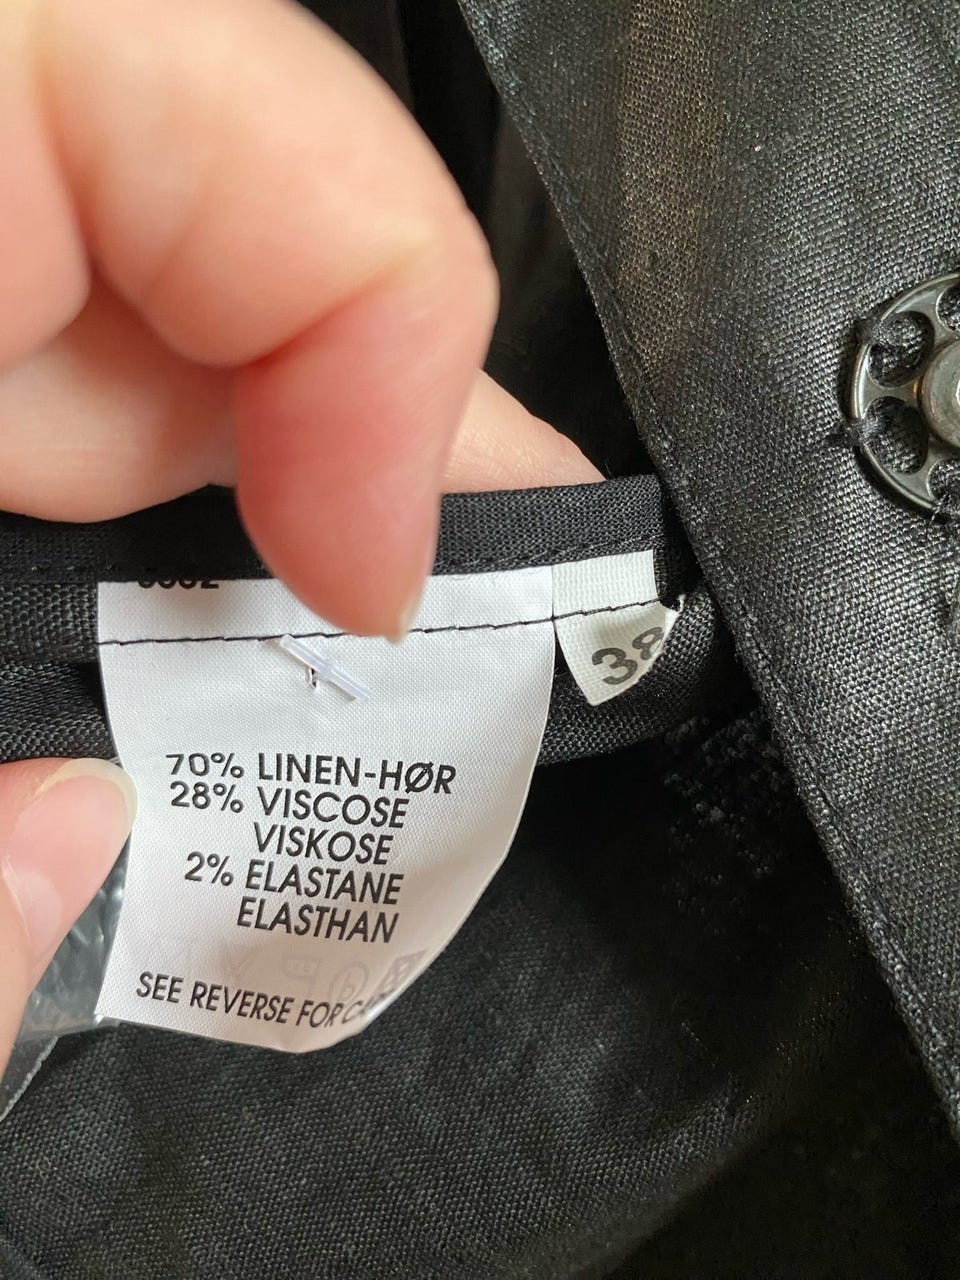 38
70% LINEN-HØR
28% VISCOSE
VISKOSE
2% ELASTANE
ELASTHAN
SEE REVERSE FOR